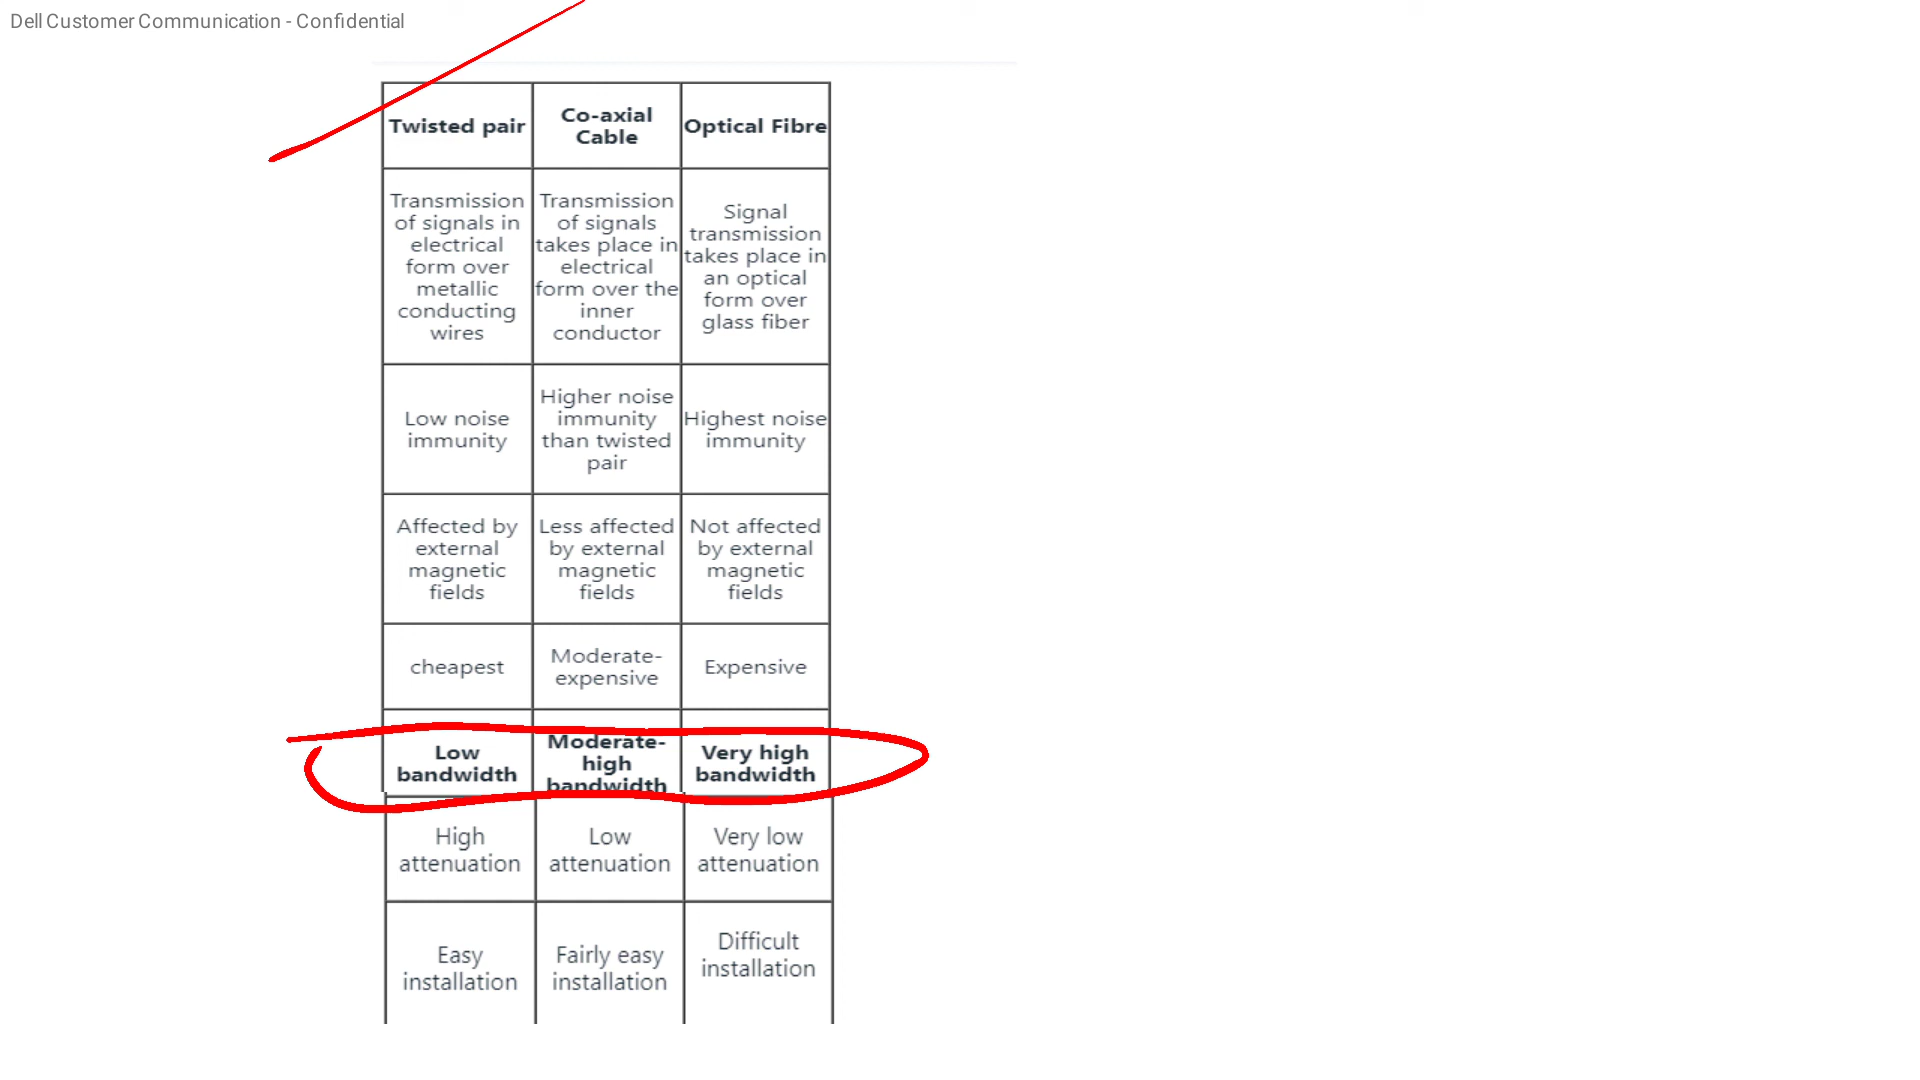 Dell Customer Communication - Confidential
Twisted pair
Co-axial
Cable
Optical Fibre
Transmission
of signals in
electrical
form over
metallic
conducting
wires
Transmission
of signals
takes place in
electrical
form over the
inner
conductor
Signal
transmission
takes place in
an optical
form over
glass fiber
Low noise
immunity
Higher noise
immunity
than twisted
pair
Highest noise
immunity
Affected by
external
magnetic
fields
Less affected
by external
magnetic
fields
Not affected
by external
magnetic
fields
cheapest
Moderate-
expensive
Expensive
Low
bandwidth
Moderate-
high
bandwidth
Very high
bandwidth
High
attenuation
Low
attenuation
Very low
attenuation
Easy
installation
Fairly easy
installation
Difficult
installation